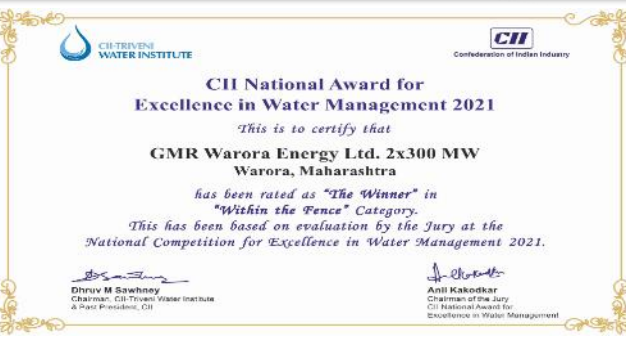 CII-TRIVENI
WATER INSTITUTE
CII
Confederation of Indian Industry
CII National Award for
Excellence in Water Management 2021
This is to certify that
GMR Warora Energy Ltd. 2x300 MW
Warora, Maharashtra
has been rated as "The Winner" in
"Within the Fence" Category.
This has been based on evaluation by the Jury at the
National Competition for Excellence in Water Management 2021.
Dhruv M Sawhney
Chairman, CII-Triveni Water Institute
& Past President, CII
Anil Kakodkar
Chairman of the Jury
CII National Award for
Excellence in Water Management